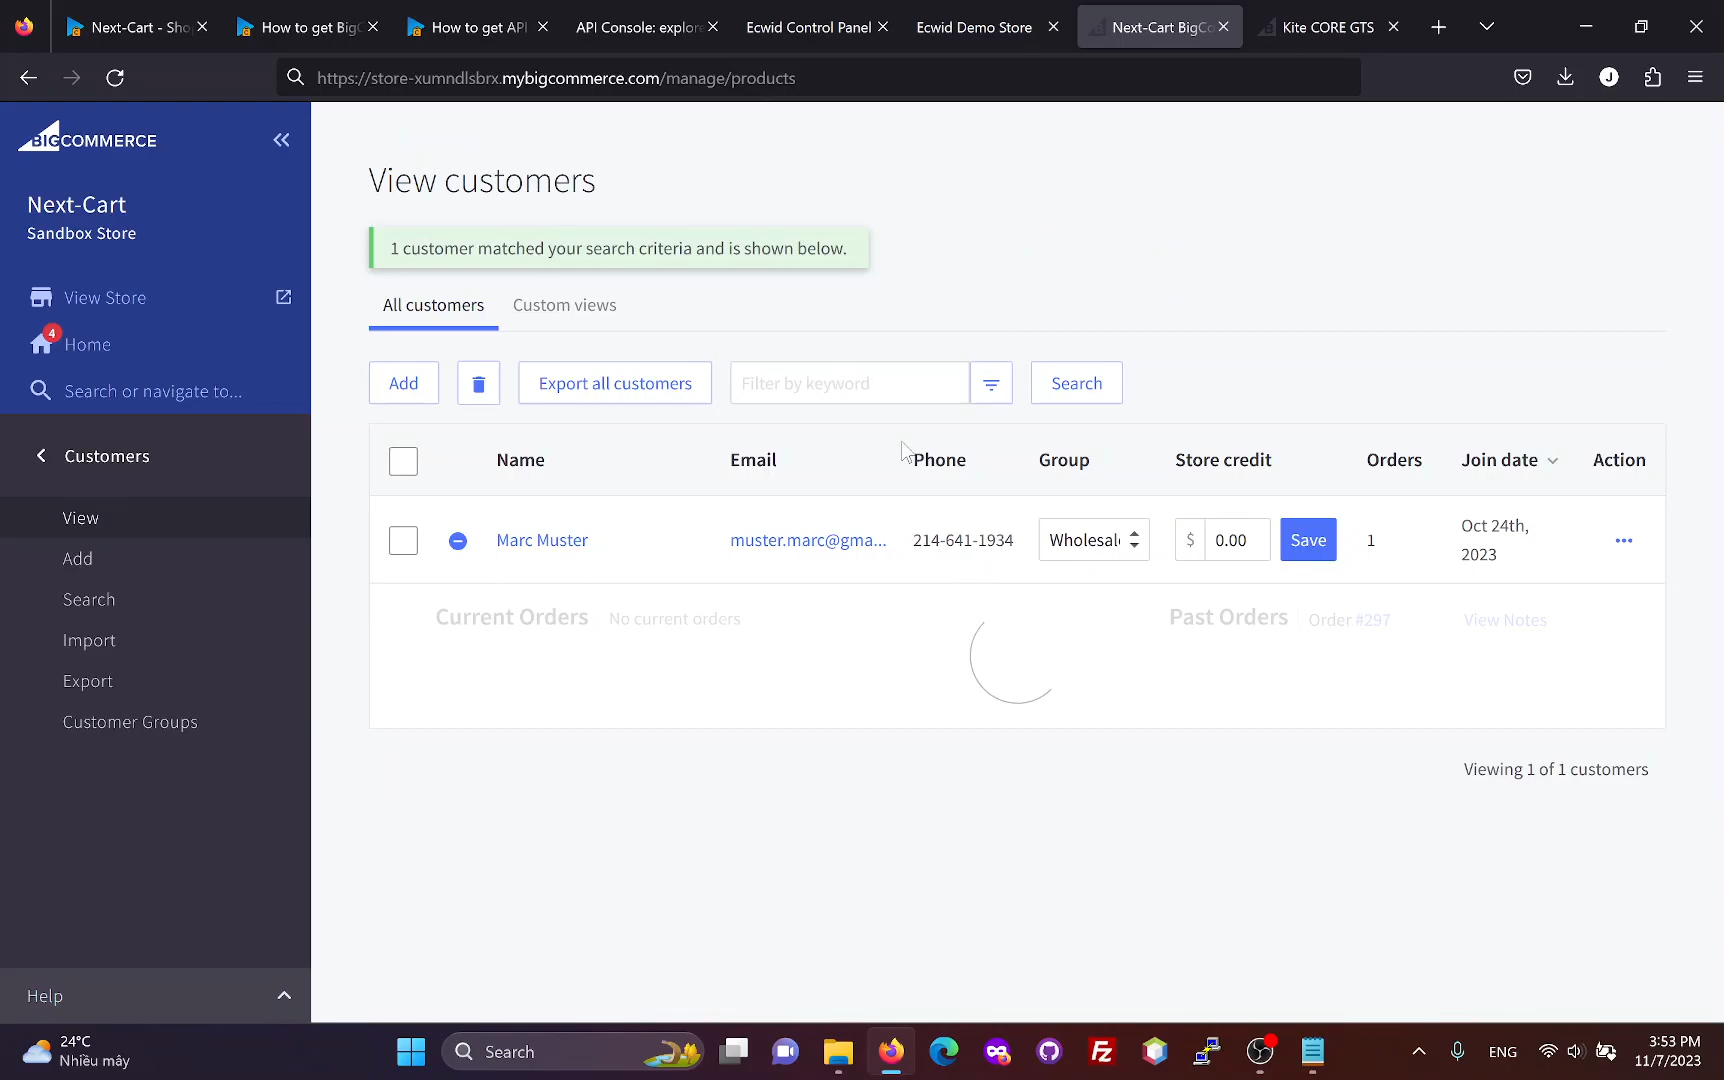 Next-Cart - Sho
How to get BigC
How to get API
API Console: explore
Ecwid Control Panel
Ecwid Demo Store
Next-Cart BigCo
Kite CORE GTS
https://store-xumndlsbrx.mybigcommerce.com/manage/products
J
BIGCOMMERCE
Next-Cart
Sandbox Store
View Store
4
Home
Search or navigate to...
Customers
View
Add
Search
Import
Export
Customer Groups
Help
View customers
1 customer matched your search criteria and is shown below.
All customers Custom views
Add Export all customers Filter by keyword Search
Name Email Phone Group Store credit Orders Join date Action
Marc Muster muster.marc@gma... 214-641-1934 Wholesal $ 0.00 Save 1 Oct 24th, 2023
Current Orders No current orders Past Orders Order #297 View Notes
Viewing 1 of 1 customers
24°C
Nhiều mây
Search
ENG
3:53 PM
11/7/2023